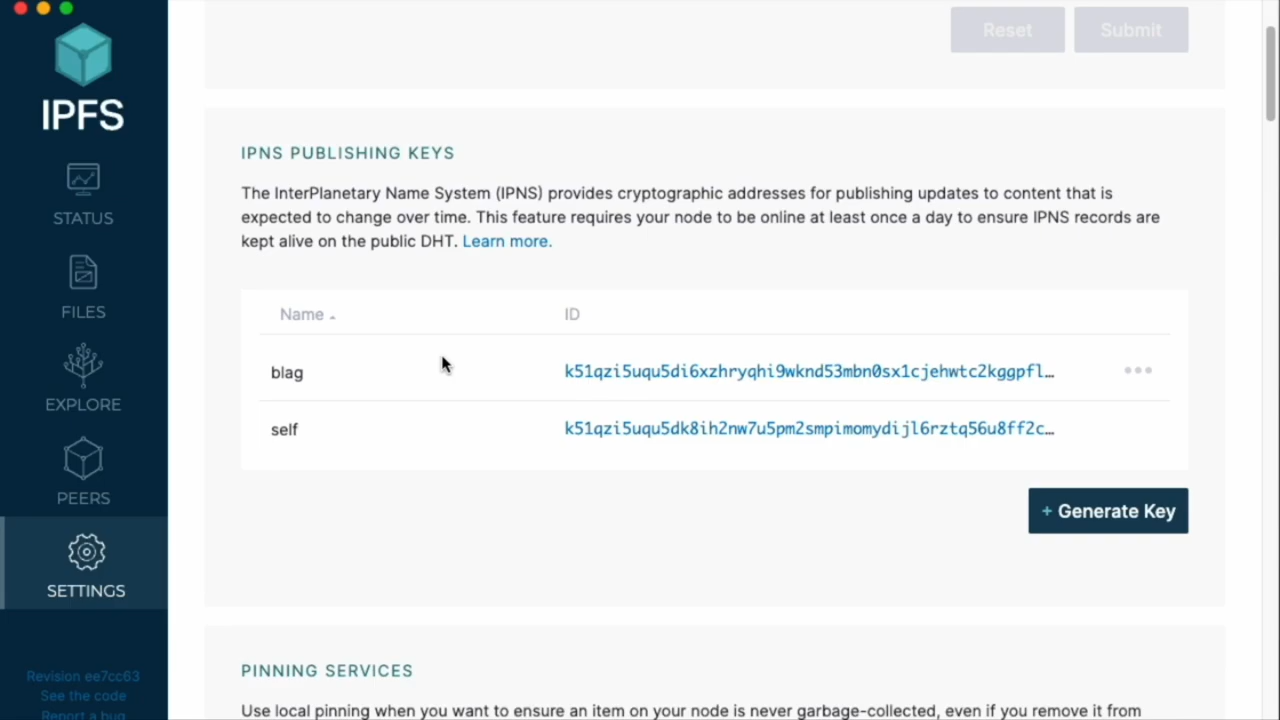 Reset
Submit
IPFS
STATUS
FILES
EXPLORE
PEERS
SETTINGS
Revision ee7cc63
See the code
Report a bug
IPNS PUBLISHING KEYS
The InterPlanetary Name System (IPNS) provides cryptographic addresses for publishing updates to content that is
expected to change over time. This feature requires your node to be online at least once a day to ensure IPNS records are
kept alive on the public DHT. Learn more.
Name ID
blag k51qzi5uqu5di6xzhryqhi9wknd53mbn0sx1cjehwtc2kggpfl…
self k51qzi5uqu5dk8ih2nw7u5pm2smpimomydijl6rztq56u8ff2c…
+ Generate Key
PINNING SERVICES
Use local pinning when you want to ensure an item on your node is never garbage-collected, even if you remove it from